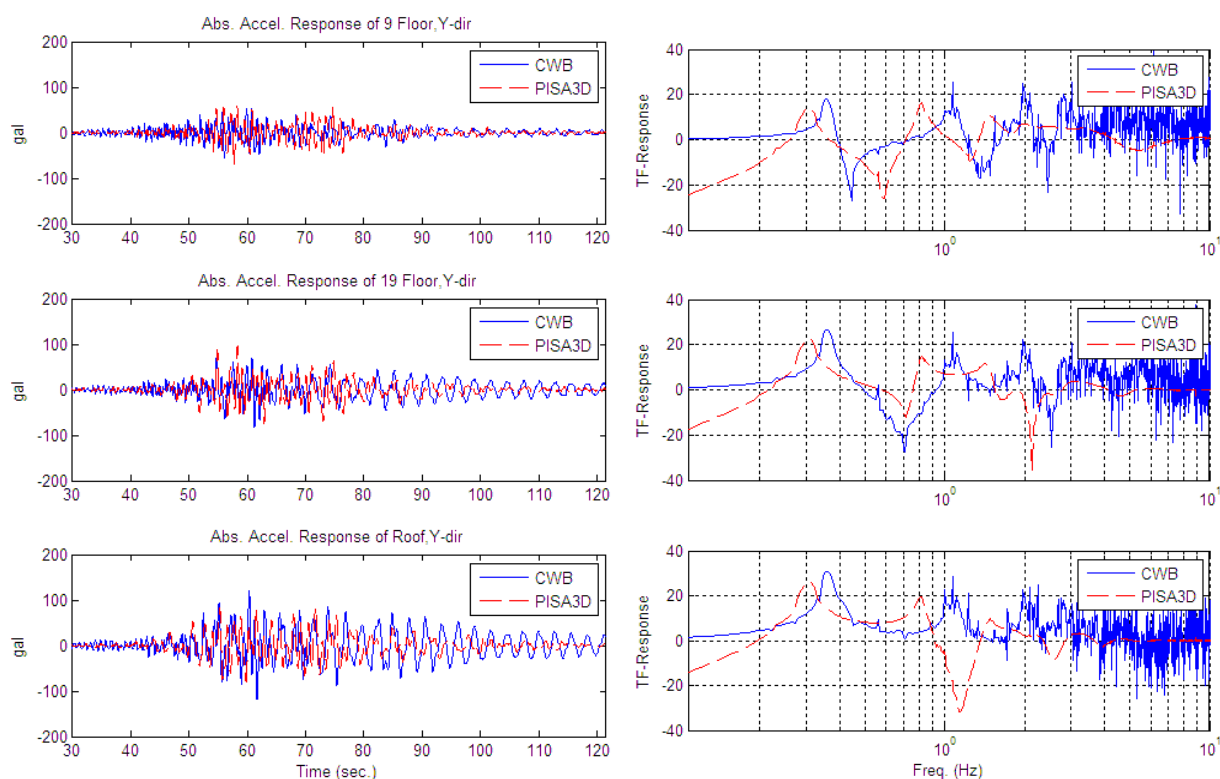 Abs. Accel. Response of 9 Floor,Y-dir
200
100
0
-100
-200
gal
CWB
PISA3D
30 40 50 60 70 80 90 100 110 120
40
20
0
-20
-40
TF-Response
CWB
PISA3D
10^0 10^1
Abs. Accel. Response of 19 Floor,Y-dir
200
100
0
-100
-200
gal
CWB
PISA3D
30 40 50 60 70 80 90 100 110 120
40
20
0
-20
-40
TF-Response
CWB
PISA3D
10^0 10^1
Abs. Accel. Response of Roof,Y-dir
200
100
0
-100
-200
gal
CWB
PISA3D
30 40 50 60 70 80 90 100 110 120
Time (sec.)
40
20
0
-20
-40
TF-Response
CWB
PISA3D
10^0 10^1
Freq. (Hz)